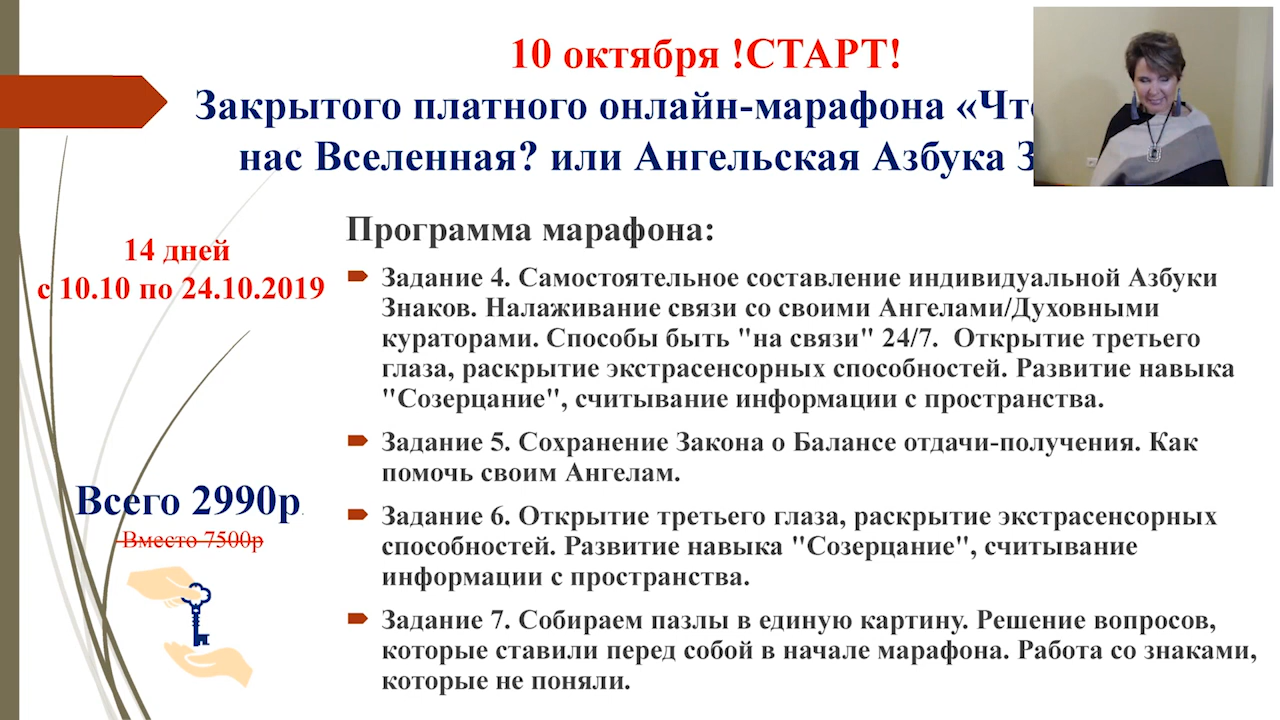 10 октября !СТАРТ!
Закрытого платного онлайн-марафона «Что
нас Вселенная? или Ангельская Азбука З
14 дней
с 10.10 по 24.10.2019
Программа марафона:
Задание 4. Самостоятельное составление индивидуальной Азбуки
Знаков. Налаживание связи со своими Ангелами/Духовными
кураторами. Способы быть "на связи" 24/7. Открытие третьего
глаза, раскрытие экстрасенсорных способностей. Развитие навыка
"Созерцание", считывание информации с пространства.
Задание 5. Сохранение Закона о Балансе отдачи-получения. Как
помочь своим Ангелам.
Всего 2990р.
Вместо 7500р
Задание 6. Открытие третьего глаза, раскрытие экстрасенсорных
способностей. Развитие навыка "Созерцание", считывание
информации с пространства.
Задание 7. Собираем пазлы в единую картину. Решение вопросов,
которые ставили перед собой в начале марафона. Работа со знаками,
которые не поняли.